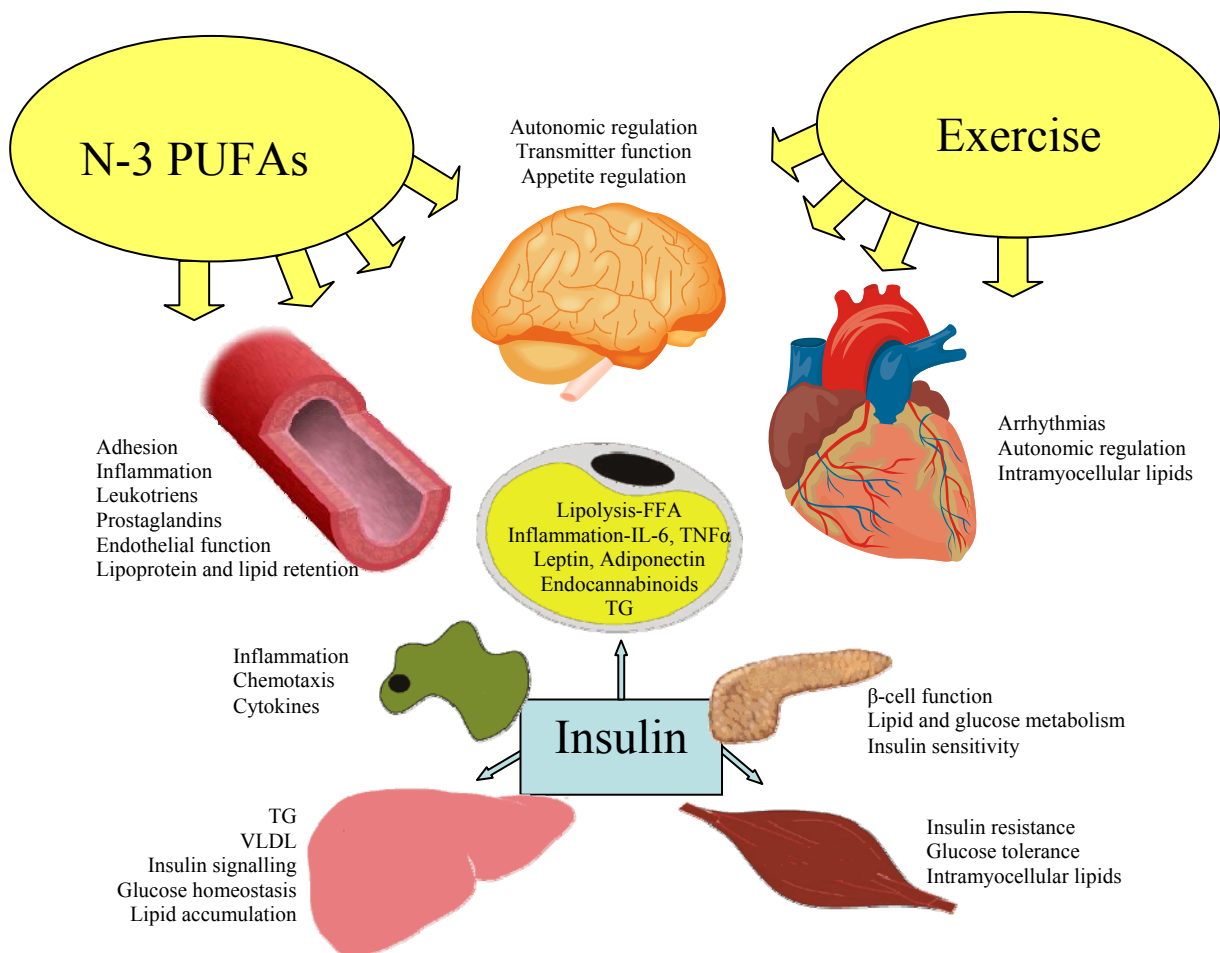 N-3 PUFAs
Autonomic regulation
Transmitter function
Appetite regulation
Exercise
Adhesion
Inflammation
Leukotriens
Prostaglandins
Endothelial function
Lipoprotein and lipid retention
Lipolysis-FFA
Inflammation-IL-6, TNFα
Leptin, Adiponectin
Endocannabinoids
TG
Arrhythmias
Autonomic regulation
Intramyocellular lipids
Inflammation
Chemotaxis
Cytokines
Insulin
β-cell function
Lipid and glucose metabolism
Insulin sensitivity
TG
VLDL
Insulin signalling
Glucose homeostasis
Lipid accumulation
Insulin resistance
Glucose tolerance
Intramyocellular lipids